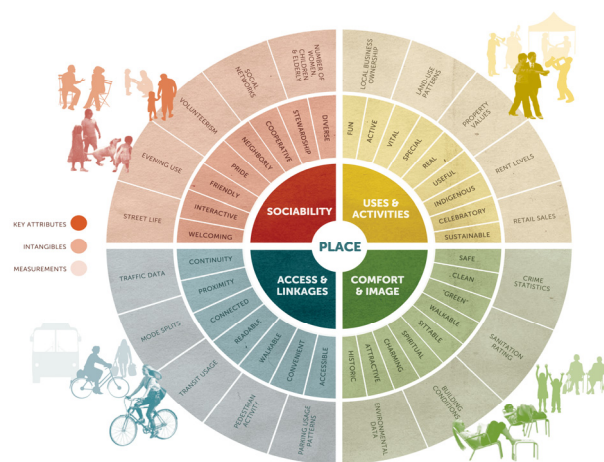 NUMBER OF
WOMEN,
CHILDREN
& ELDERLY
SOCIAL
NETWORKS
VOLUNTEERISM
EVENING USE
STREET LIFE
LOCAL BUSINESS
OWNERSHIP
LAND-USE
PATTERNS
PROPERTY
VALUES
RENT LEVELS
RETAIL SALES
DIVERSE
STEWARDSHIP
COOPERATIVE
NEIGHBORLY
PRIDE
FRIENDLY
INTERACTIVE
WELCOMING
FUN
ACTIVE
VITAL
SPECIAL
REAL
USEFUL
INDIGENOUS
CELEBRATORY
SUSTAINABLE
SOCIABILITY
USES &
ACTIVITIES
KEY ATTRIBUTES
INTANGIBLES
MEASUREMENTS
PLACE
ACCESS &
LINKAGES
COMFORT
& IMAGE
CONTINUITY
PROXIMITY
CONNECTED
READABLE
WALKABLE
CONVENIENT
ACCESSIBLE
SAFE
CLEAN
"GREEN"
WALKABLE
SITTABLE
SPIRITUAL
CHARMING
ATTRACTIVE
HISTORIC
TRAFFIC DATA
MODE SPLITS
TRANSIT USAGE
PEDESTRIAN
ACTIVITY
PARKING USAGE
PATTERNS
CRIME
STATISTICS
SANITATION
RATING
BUILDING
CONDITIONS
ENVIRONMENTAL
DATA